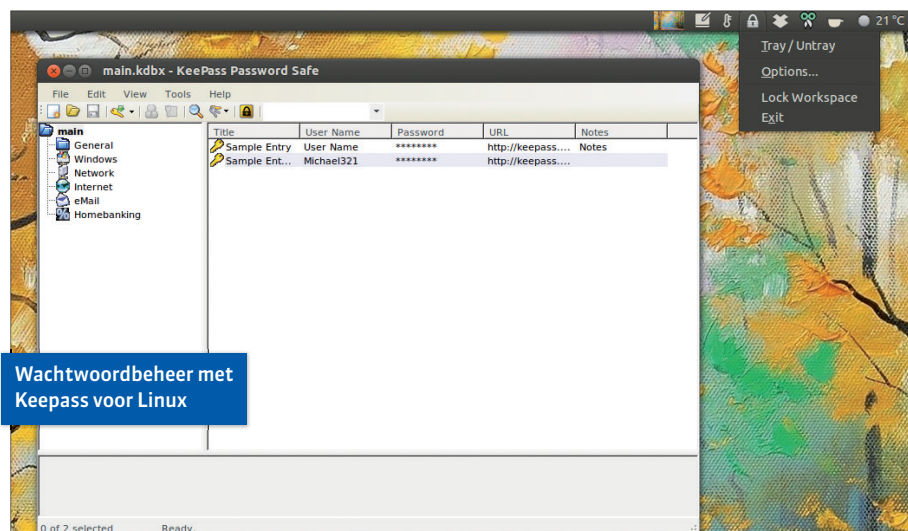 21 °C
Tray / Untray
Options...
Lock Workspace
Exit
main.kdbx - KeePass Password Safe
File Edit View Tools Help
main
General
Windows
Network
Internet
eMail
Homebanking
Title User Name Password URL Notes
Sample Entry User Name ******** http://keepass.... Notes
Sample Ent... Michael321 ******** http://keepass....
Wachtwoordbeheer met
Keepass voor Linux
0 of 2 selected Ready.